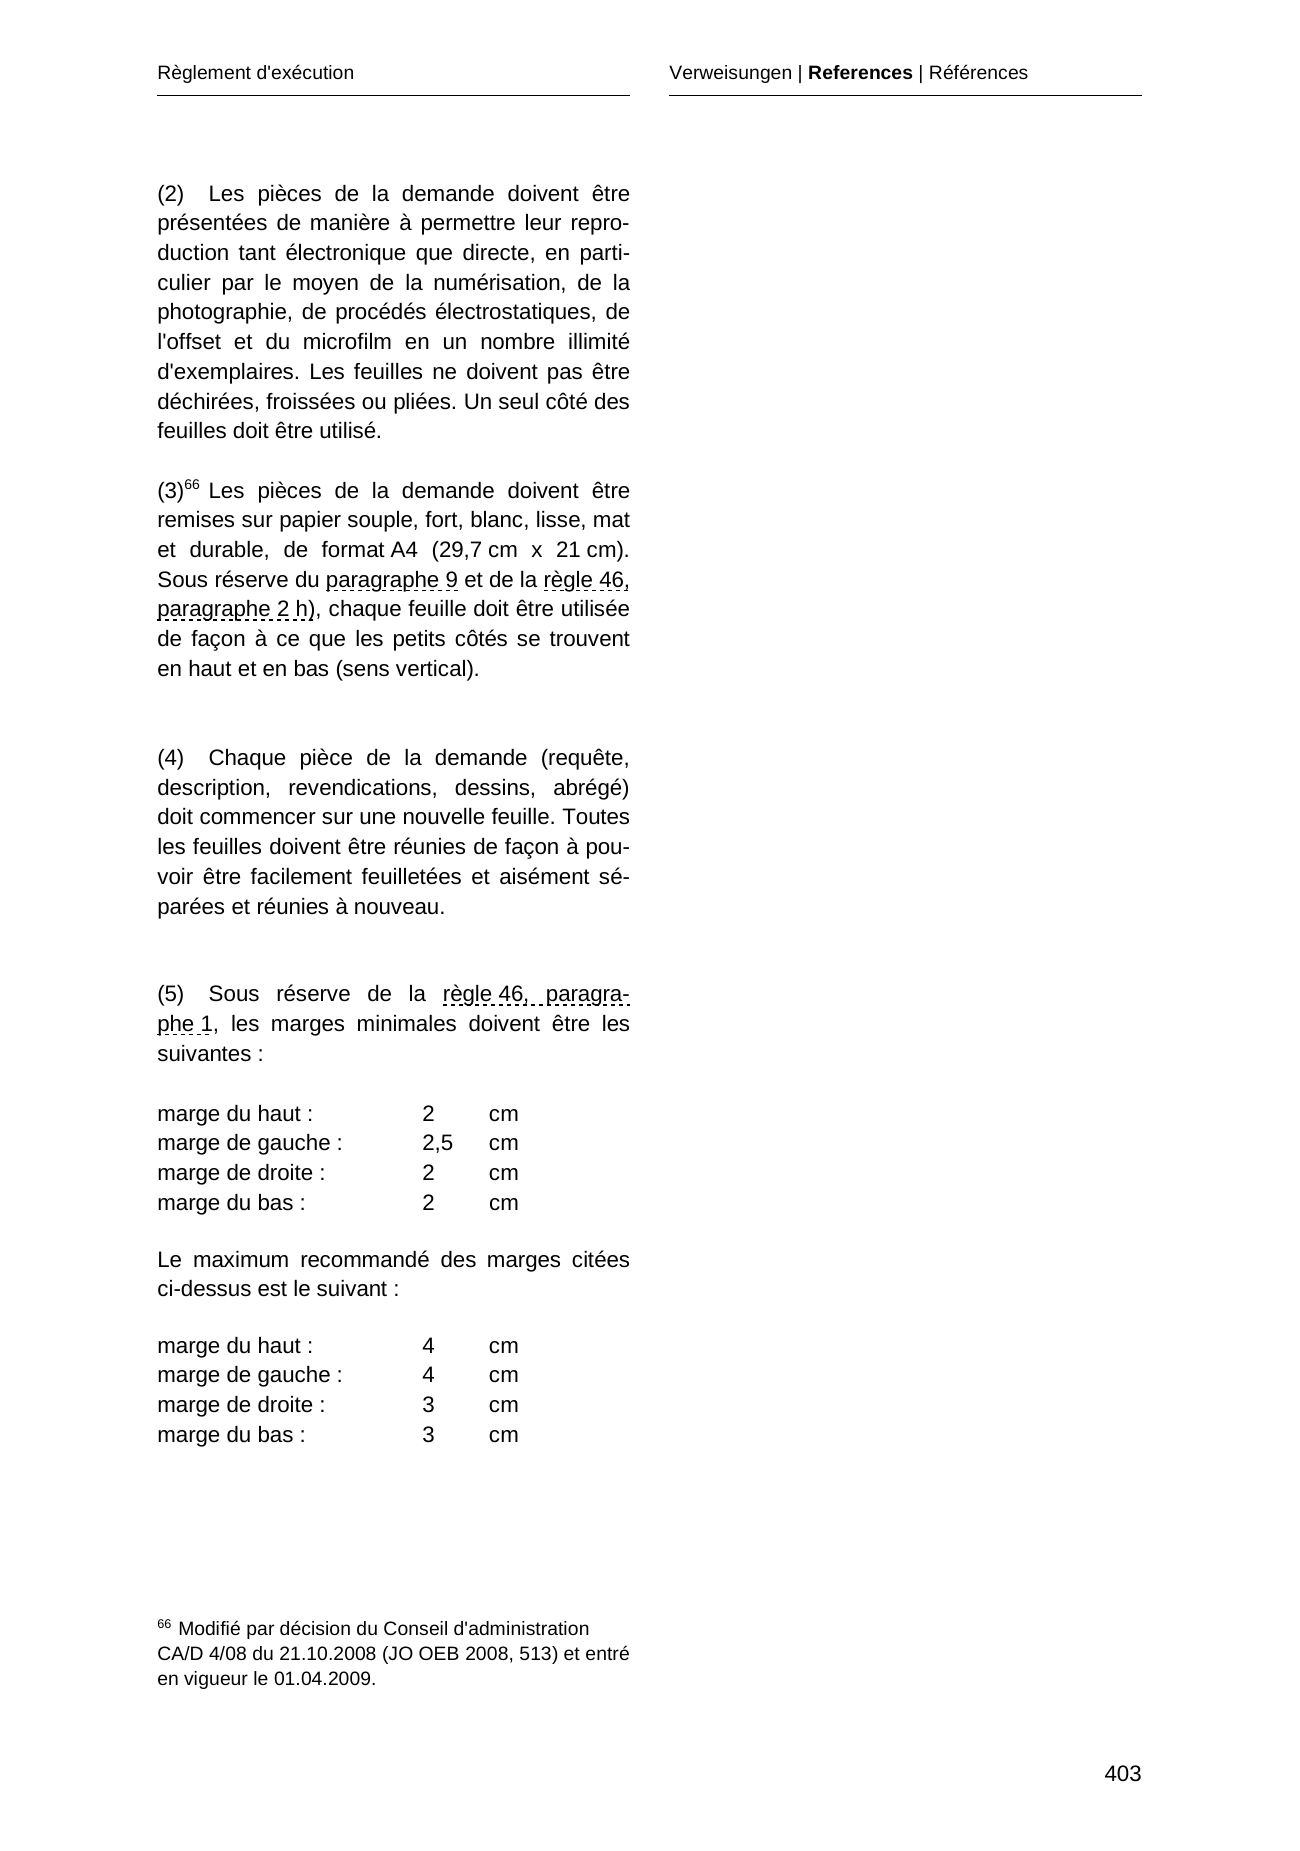 Règlement d'exécution
Verweisungen | References | Références
(2) Les pièces de la demande doivent être
présentées de manière à permettre leur repro-
duction tant électronique que directe, en parti-
culier par le moyen de la numérisation, de la
photographie, de procédés électrostatiques, de
l'offset et du microfilm en un nombre illimité
d'exemplaires. Les feuilles ne doivent pas être
déchirées, froissées ou pliées. Un seul côté des
feuilles doit être utilisé.
(3)66 Les pièces de la demande doivent être
remises sur papier souple, fort, blanc, lisse, mat
et durable, de format A4 (29,7 cm x 21 cm).
Sous réserve du paragraphe 9 et de la règle 46,
paragraphe 2 h), chaque feuille doit être utilisée
de façon à ce que les petits côtés se trouvent
en haut et en bas (sens vertical).
(4) Chaque pièce de la demande (requête,
description, revendications, dessins, abrégé)
doit commencer sur une nouvelle feuille. Toutes
les feuilles doivent être réunies de façon à pou-
voir être facilement feuilletées et aisément sé-
parées et réunies à nouveau.
(5) Sous réserve de la règle 46, paragra-
phe 1, les marges minimales doivent être les
suivantes :
marge du haut : 2 cm
marge de gauche : 2,5 cm
marge de droite : 2 cm
marge du bas : 2 cm
Le maximum recommandé des marges citées
ci-dessus est le suivant :
marge du haut : 4 cm
marge de gauche : 4 cm
marge de droite : 3 cm
marge du bas : 3 cm
66 Modifié par décision du Conseil d'administration
CA/D 4/08 du 21.10.2008 (JO OEB 2008, 513) et entré
en vigueur le 01.04.2009.
403